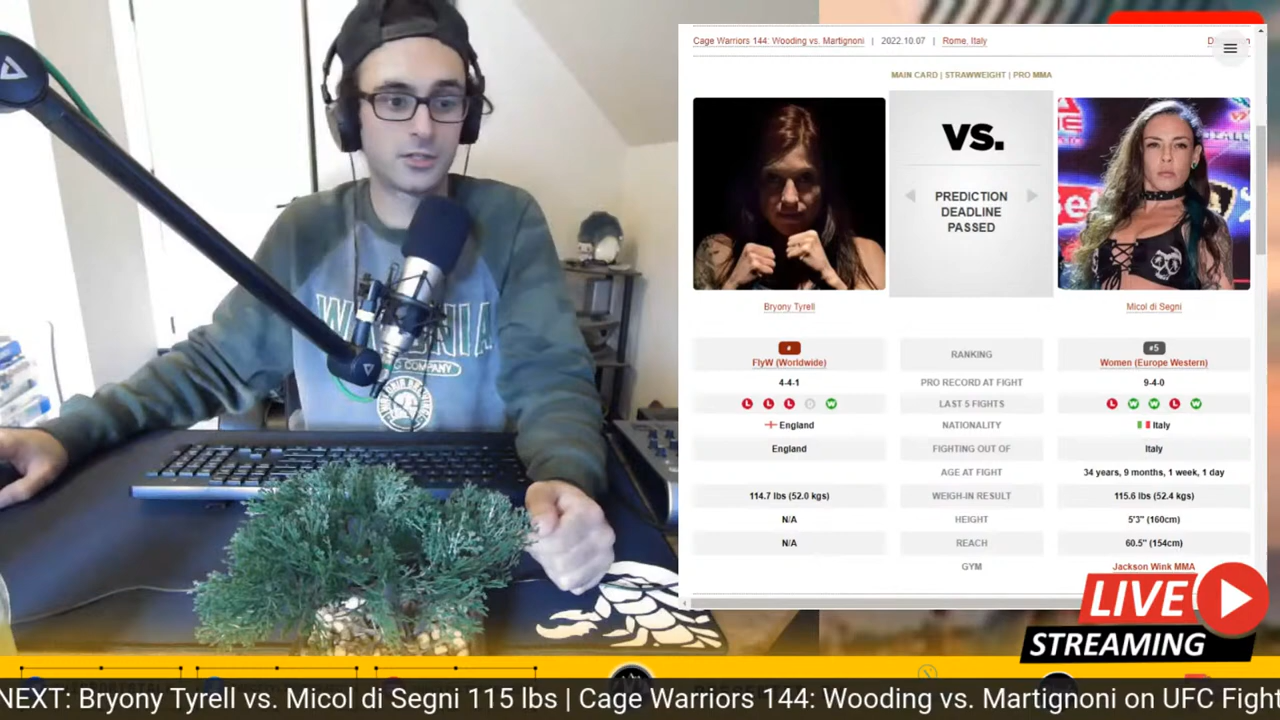 Cage Warriors 144: Wooding vs. Martignoni | 2022.10.07 | Rome, Italy
MAIN CARD | STRAWWEIGHT | PRO MMA
VS.
PREDICTION
DEADLINE
PASSED
Bryony Tyrell
Micol di Segni
#5
FlyW (Worldwide) RANKING Women (Europe Western)
4-4-1 PRO RECORD AT FIGHT 9-4-0
L L L D W LAST 5 FIGHTS L W W L W
England NATIONALITY Italy
England FIGHTING OUT OF Italy
AGE AT FIGHT 34 years, 9 months, 1 week, 1 day
114.7 lbs (52.0 kgs) WEIGH-IN RESULT 115.6 lbs (52.4 kgs)
N/A HEIGHT 5'3" (160cm)
N/A REACH 60.5" (154cm)
GYM Jackson Wink MMA
LIVE
STREAMING
NEXT: Bryony Tyrell vs. Micol di Segni 115 lbs | Cage Warriors 144: Wooding vs. Martignoni on UFC Fight